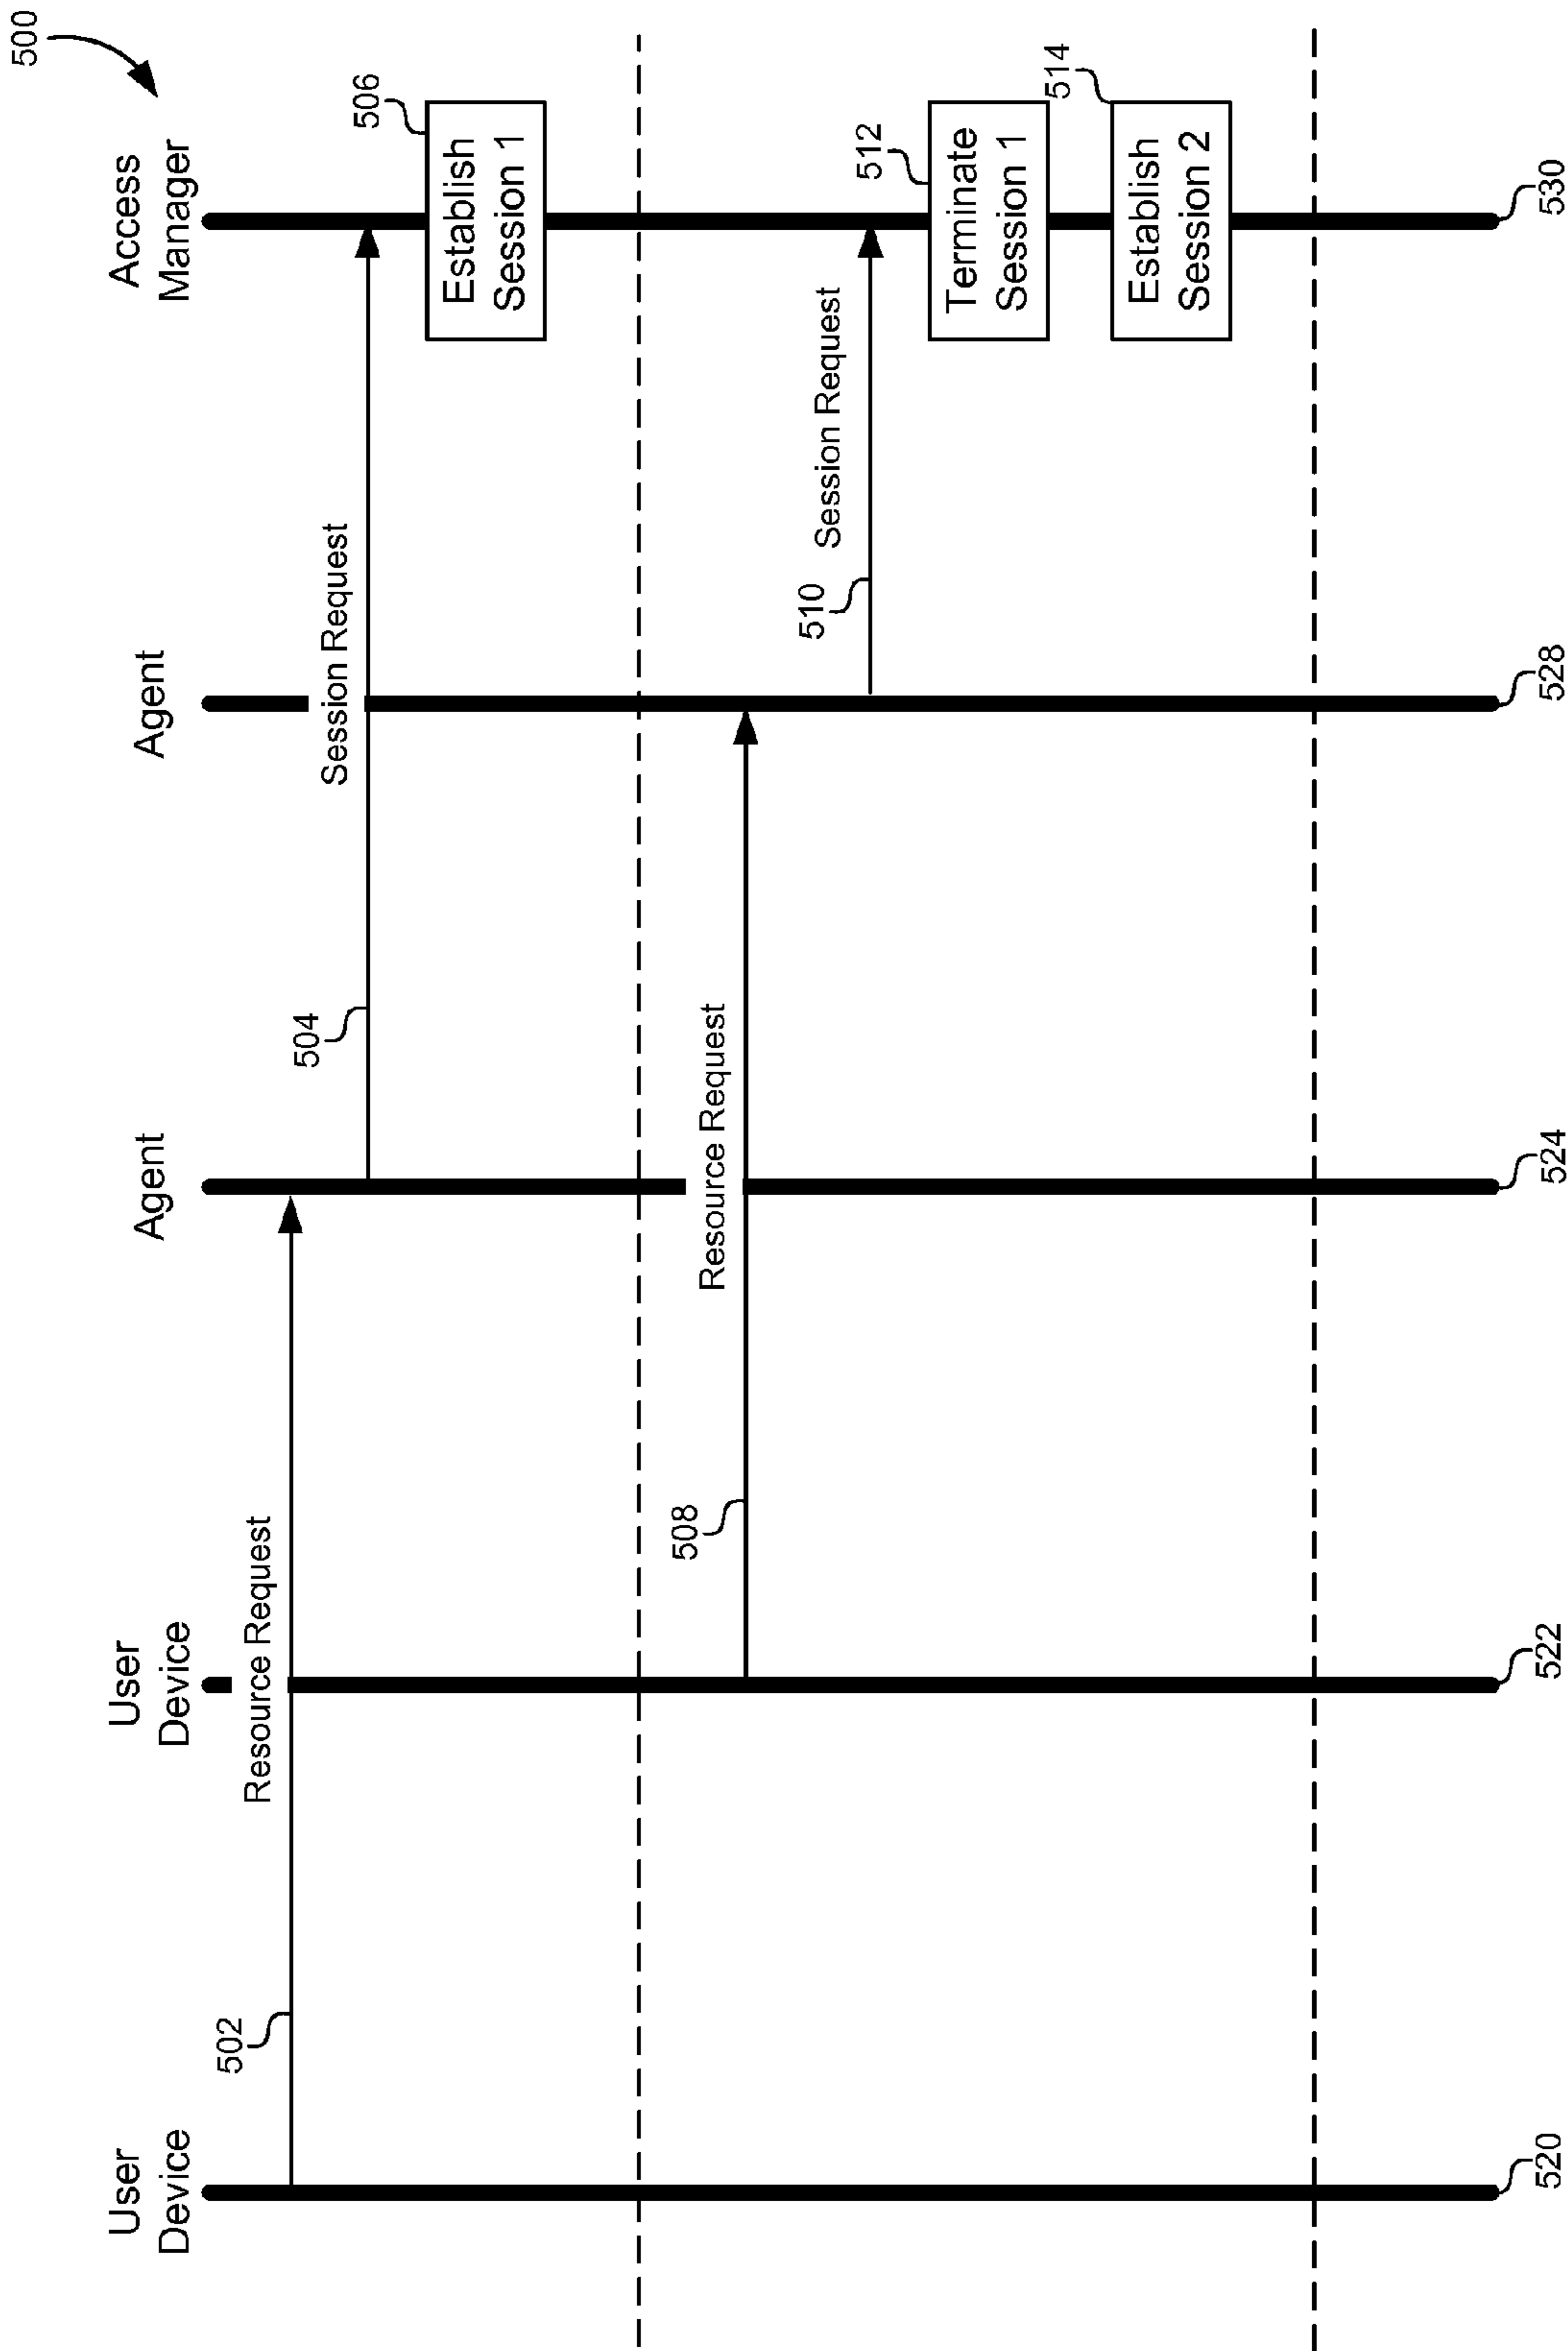 500
User
Device
User
Device
Agent
Agent
Access
Manager
502
Resource Request
504
Session Request
506
Establish
Session 1
508
Resource Request
510
Session Request
512
Terminate
Session 1
514
Establish
Session 2
520
522
524
528
530